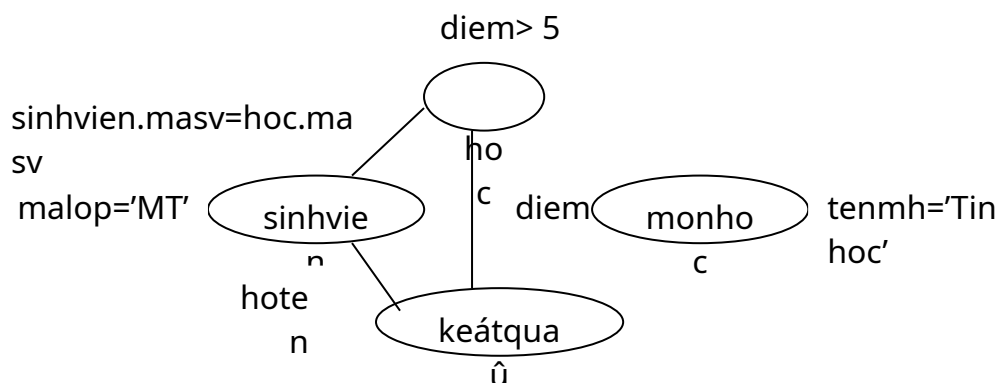 diem> 5
sinhvien.masv=hoc.ma
sv
ho
c
malop=’MT’
sinhvie
n
diem
monho
c
tenmh=’Tin
hoc’
hote
n
keátqua
û